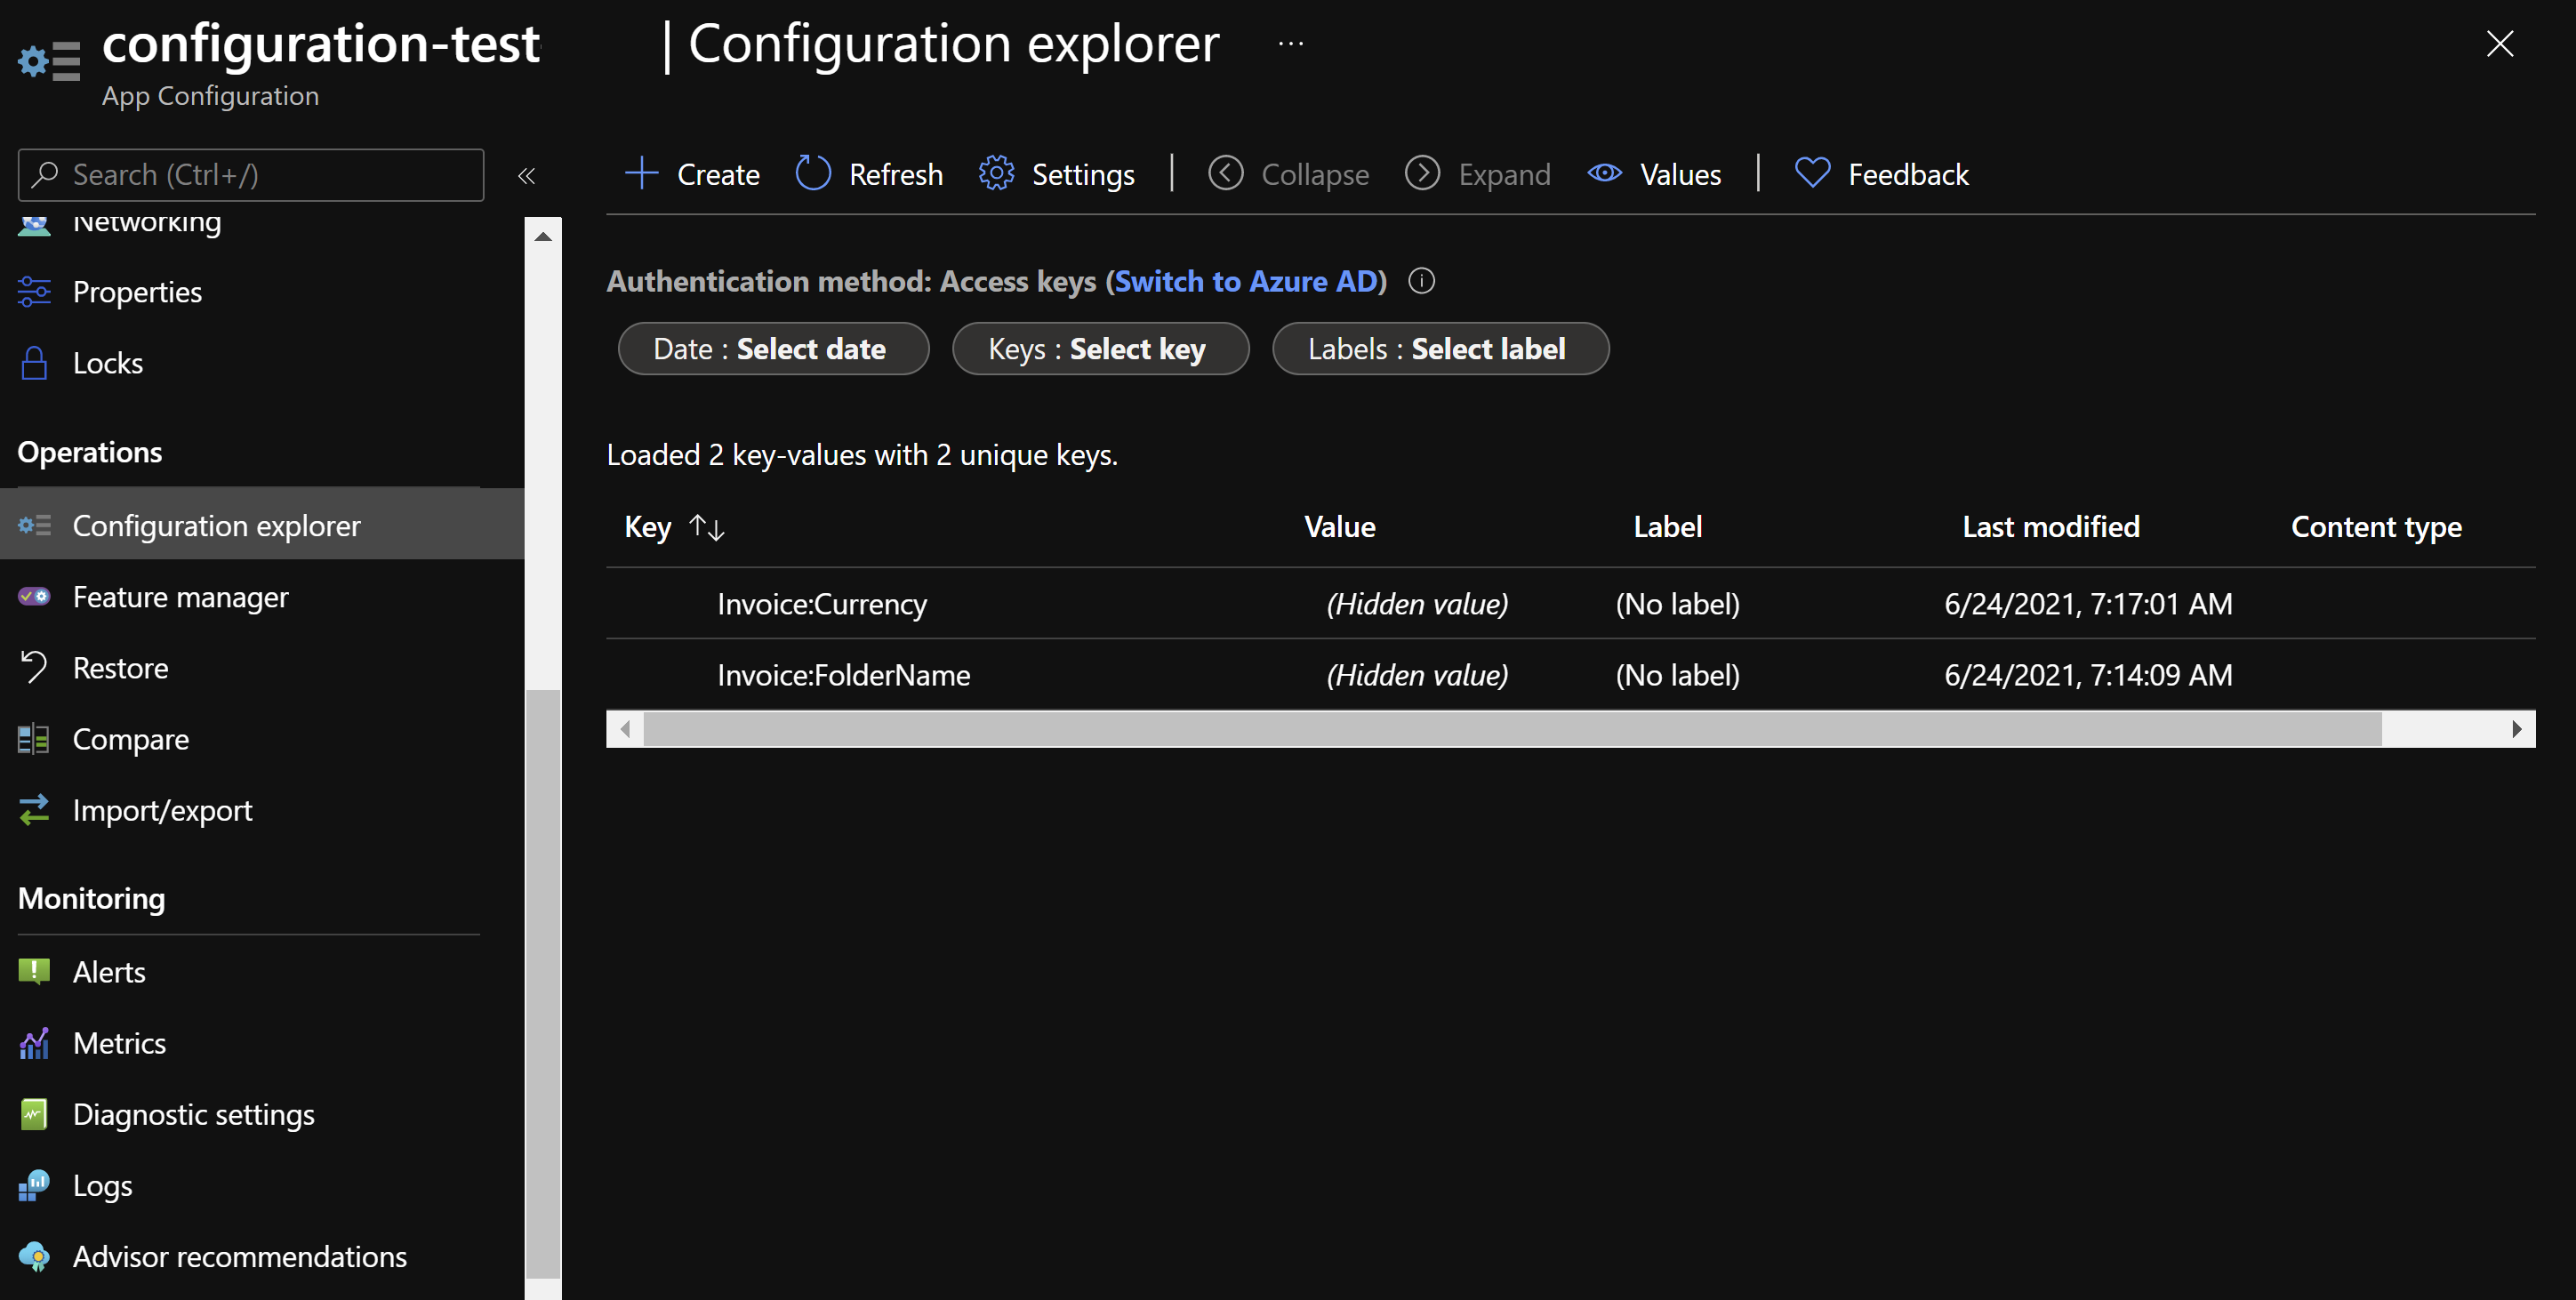 configuration-test | Configuration explorer ...
App Configuration
Search (Ctrl+/) «
Networking
Properties
Locks
Operations
Configuration explorer
Feature manager
Restore
Compare
Import/export
Monitoring
Alerts
Metrics
Diagnostic settings
Logs
Advisor recommendations
Create Refresh Settings | Collapse Expand Values | Feedback
Authentication method: Access keys (Switch to Azure AD)
Date : Select date Keys : Select key Labels : Select label
Loaded 2 key-values with 2 unique keys.
Key ↑↓ Value Label Last modified Content type
Invoice:Currency (Hidden value) (No label) 6/24/2021, 7:17:01 AM
Invoice:FolderName (Hidden value) (No label) 6/24/2021, 7:14:09 AM